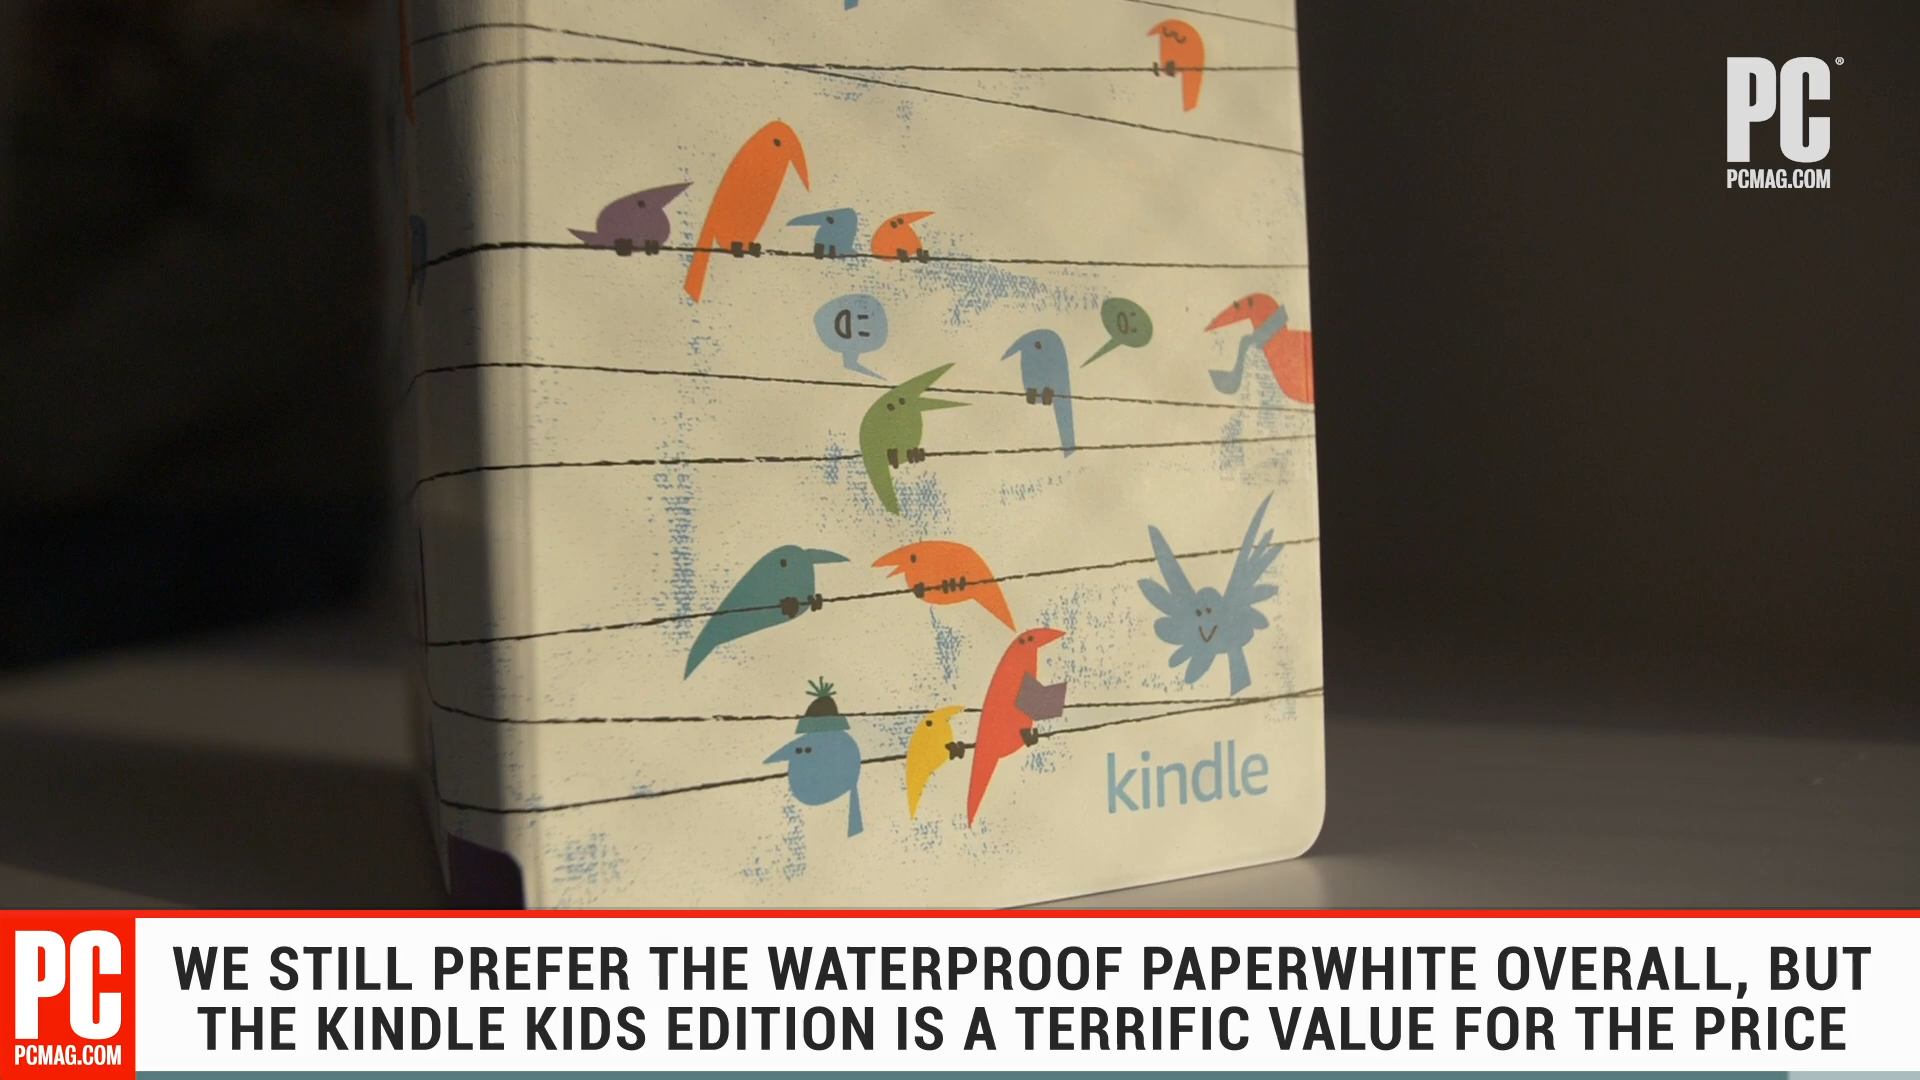 PC®
PCMAG.COM
kindle
PC
PCMAG.COM
WE STILL PREFER THE WATERPROOF PAPERWHITE OVERALL, BUT
THE KINDLE KIDS EDITION IS A TERRIFIC VALUE FOR THE PRICE